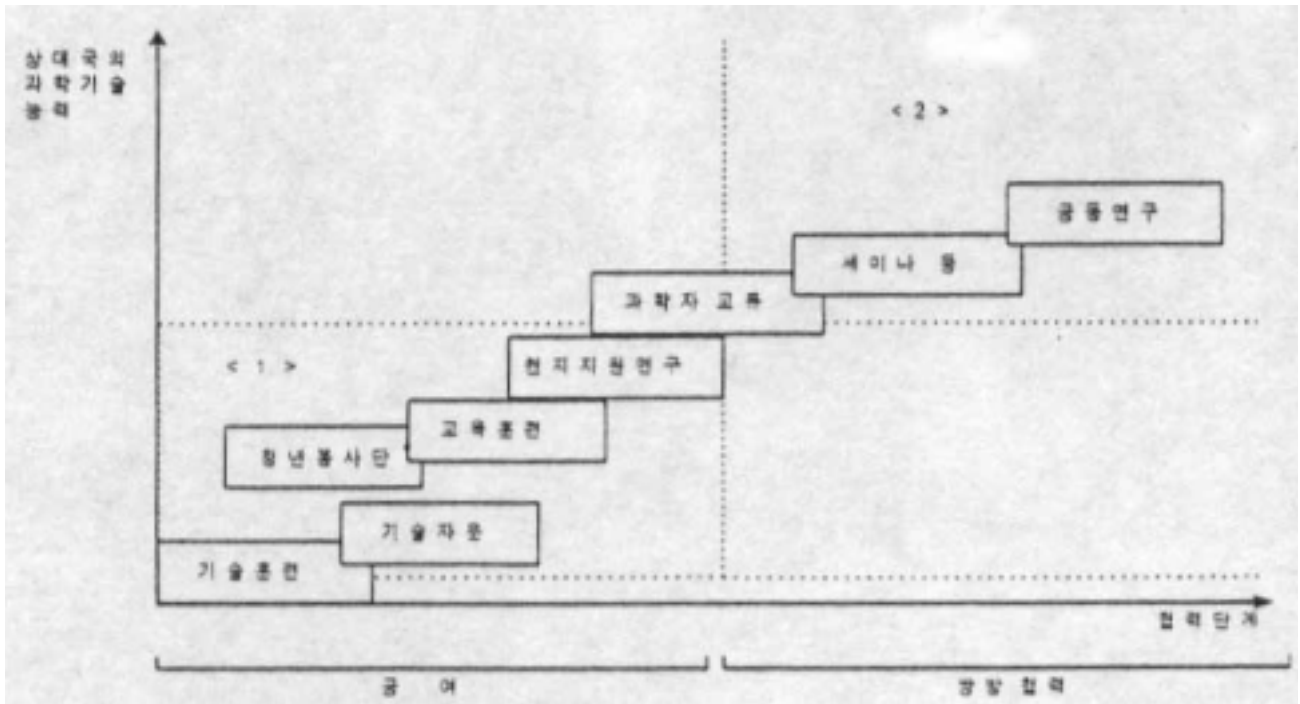 상대국의
과학기술
능력
< 2 >
공동연구
세미나 등
과학자 교류
< 1 >
현지지원연구
교육훈련
청년봉사단
기술자문
기술훈련
협력단계
공여
쌍방협력